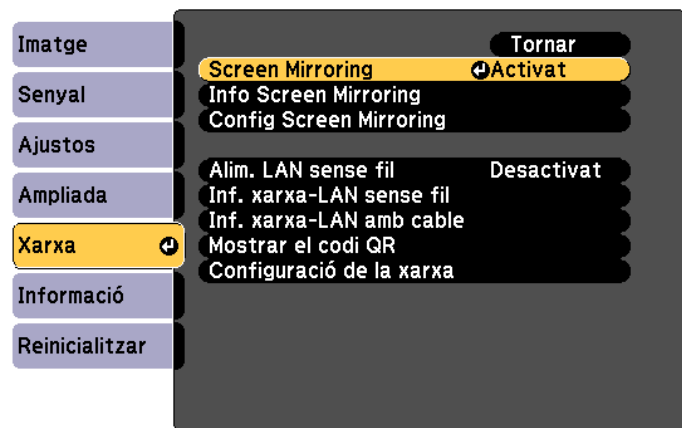 Imatge
Senyal
Ajustos
Ampliada
Xarxa
Informació
Reinicialitzar
Tornar
Screen Mirroring Activat
Info Screen Mirroring
Config Screen Mirroring
Alim. LAN sense fil Desactivat
Inf. xarxa-LAN sense fil
Inf. xarxa-LAN amb cable
Mostrar el codi QR
Configuració de la xarxa